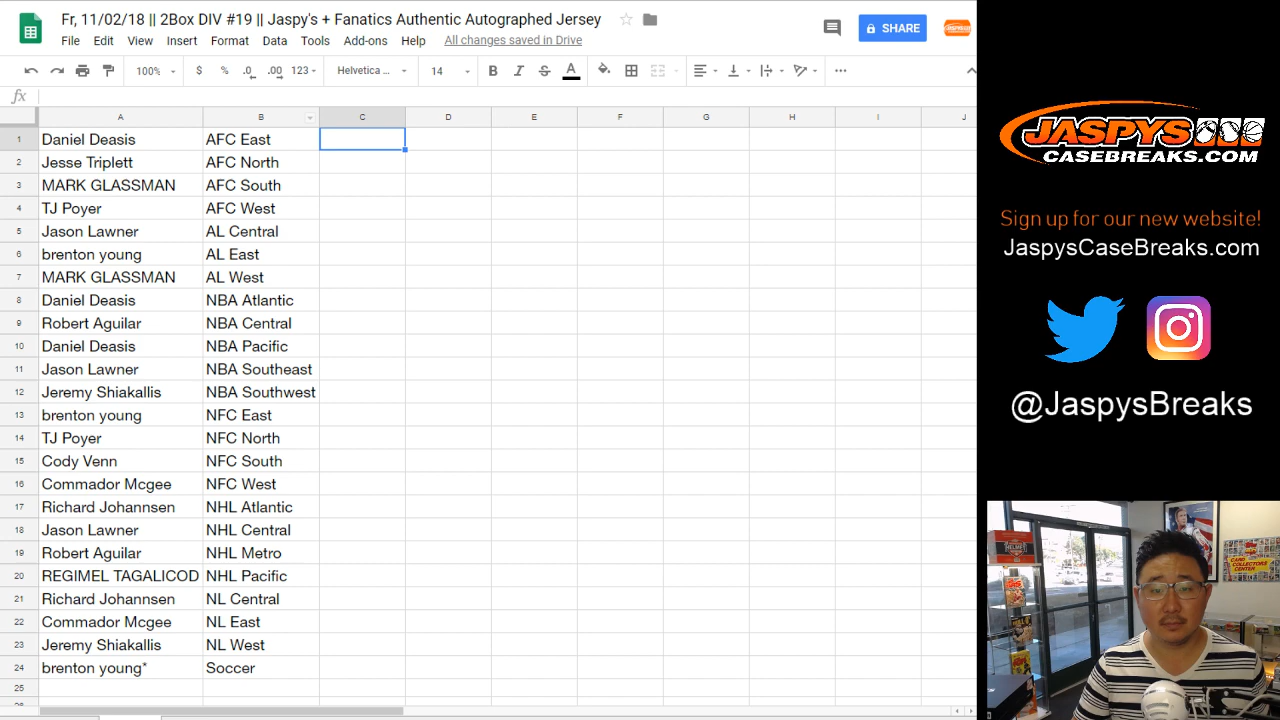 Fr, 11/02/18 || 2Box DIV #19 || Jaspy's + Fanatics Authentic Autographed Jersey
File Edit View Insert Format Data Tools Add-ons Help All changes saved in Drive
SHARE
100% $ % .0 .00 123 Helvetica ... 14 B I S A
fx
A B C D E F G H I J
1 Daniel Deasis AFC East
2 Jesse Triplett AFC North
3 MARK GLASSMAN AFC South
4 TJ Poyer AFC West
5 Jason Lawner AL Central
6 brenton young AL East
7 MARK GLASSMAN AL West
8 Daniel Deasis NBA Atlantic
9 Robert Aguilar NBA Central
10 Daniel Deasis NBA Pacific
11 Jason Lawner NBA Southeast
12 Jeremy Shiakallis NBA Southwest
13 brenton young NFC East
14 TJ Poyer NFC North
15 Cody Venn NFC South
16 Commador Mcgee NFC West
17 Richard Johannsen NHL Atlantic
18 Jason Lawner NHL Central
19 Robert Aguilar NHL Metro
20 REGIMEL TAGALICOD NHL Pacific
21 Richard Johannsen NL Central
22 Commador Mcgee NL East
23 Jeremy Shiakallis NL West
24 brenton young* Soccer
25
JASPYS
CASEBREAKS.COM
Sign up for our new website!
JaspysCaseBreaks.com
@JaspysBreaks
CARD
COLLECTORS
CENTER